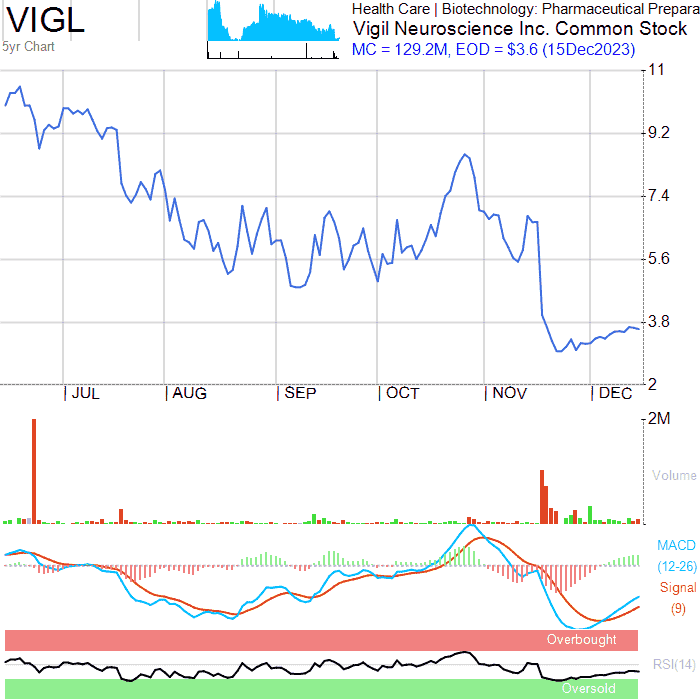 VIGL
5yr Chart
Health Care | Biotechnology: Pharmaceutical Prepara
Vigil Neuroscience Inc. Common Stock
MC = 129.2M, EOD = $3.6 (15Dec2023)
11
9.2
7.4
5.6
3.8
2
JUL AUG SEP OCT NOV DEC
2M
Volume
MACD
(12-26)
Signal
(9)
Overbought
RSI(14)
Oversold